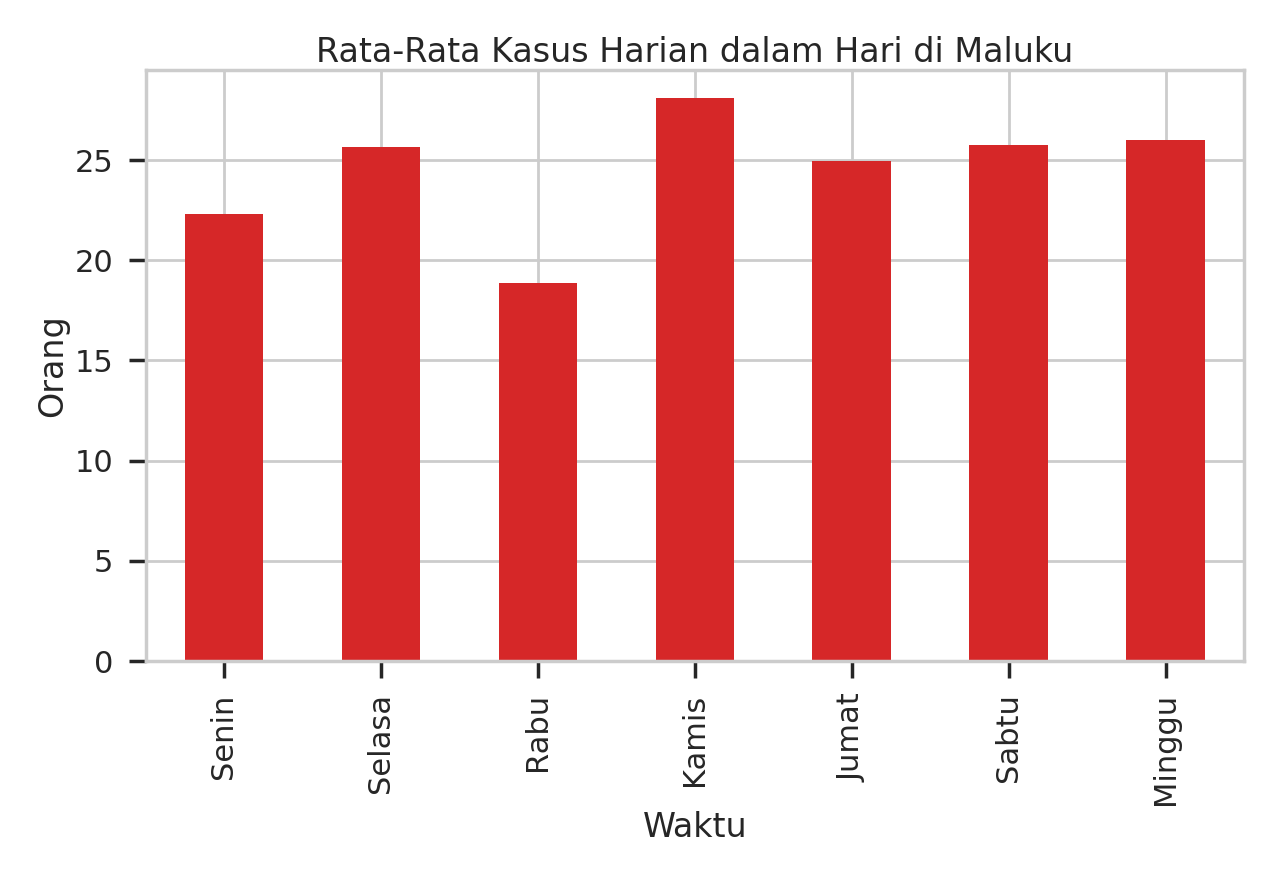 Rata-Rata Kasus Harian dalam Hari di Maluku
Orang
25
20
15
10
5
0
Senin
Selasa
Rabu
Kamis
Jumat
Sabtu
Minggu
Waktu